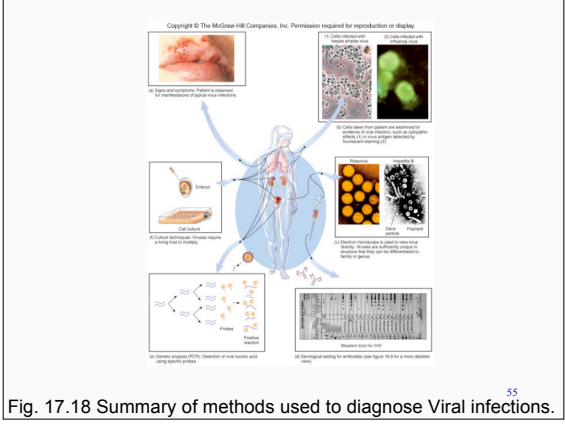 Copyright © The McGraw-Hill Companies, Inc. Permission required for reproduction or display.
(1) Cells infected with
herpes simplex virus
(2) Cells infected with
influenza virus
(a) Signs and symptoms. Patient is observed
for manifestations of typical virus infections.
(b) Cells taken from patient are examined for
evidence of viral infection, such as cytopathic
effects (1) or virus antigen detected by
fluorescent staining (2).
Embryo
Cell culture
(f) Culture techniques. Viruses require
a living host to multiply.
Rotavirus
Hepatitis B
Dane
particle
Filament
(c) Electron microscope is used to view virus
directly. Viruses are sufficiently unique in
structure that they can be differentiated to
family or genus.
Probes
Positive
reaction
(e) Genetic analysis (PCR). Detection of viral nucleic acid
using specific probes.
Western blot for HIV
(d) Serological testing for antibodies (see figure 16.9 for a more detailed
view).
55
Fig. 17.18 Summary of methods used to diagnose Viral infections.